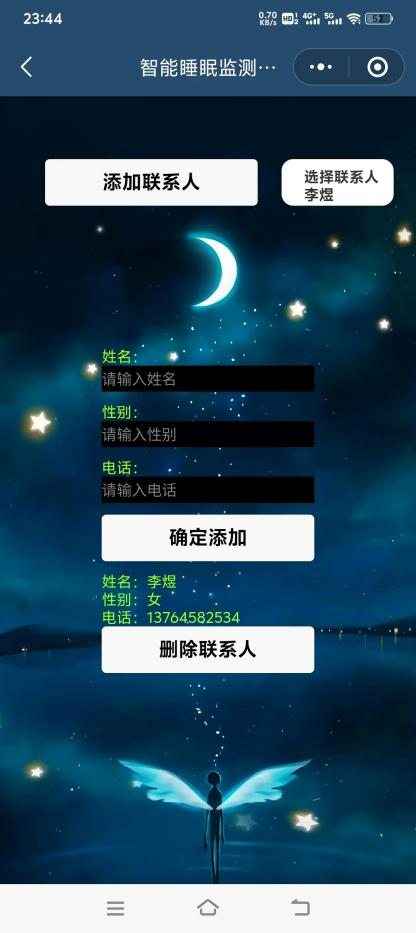 23:44
0.70 KB/s HD 1 2 4G+ 5G 52
智能睡眠监测···
添加联系人
选择联系人
李煜
姓名：
请输入姓名
性别：
请输入性别
电话：
请输入电话
确定添加
姓名：李煜
性别：女
电话：13764582534
删除联系人